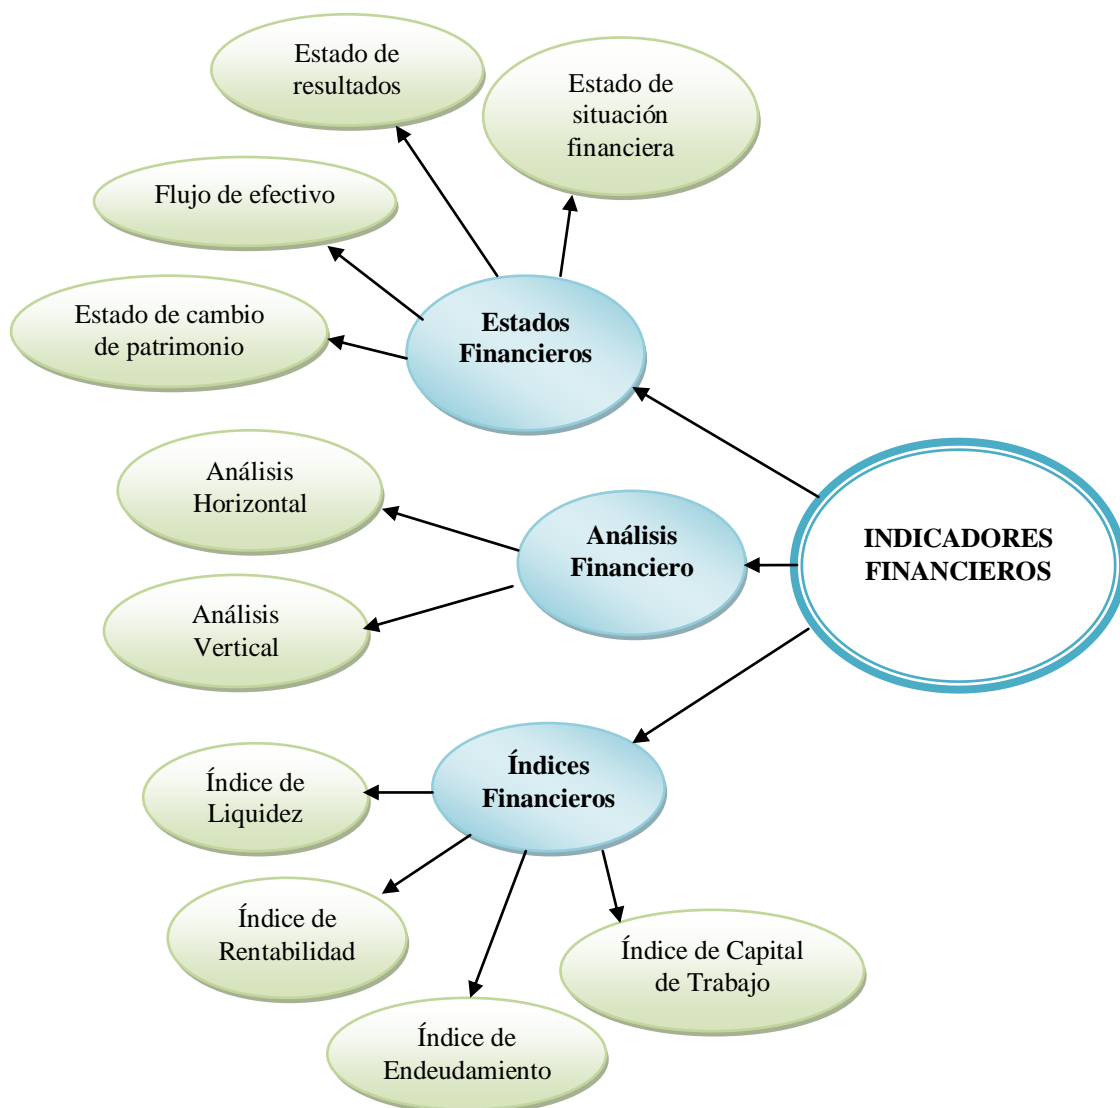 Estado de
resultados
Estado de
situación
financiera
Flujo de efectivo
Estado de cambio
de patrimonio
Estados
Financieros
Análisis
Horizontal
Análisis
Financiero
INDICADORES
FINANCIEROS
Análisis
Vertical
Índices
Financieros
Índice de
Liquidez
Índice de
Rentabilidad
Índice de Capital
de Trabajo
Índice de
Endeudamiento